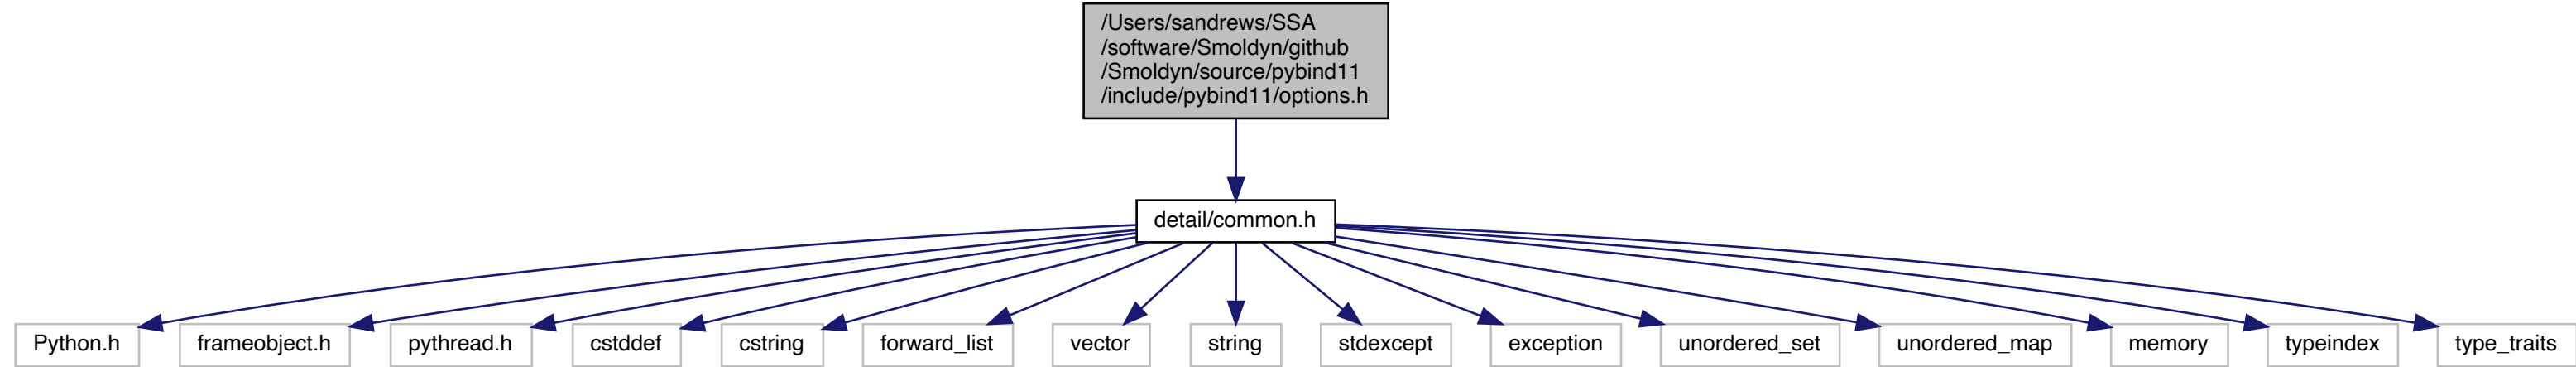 /Users/sandrews/SSA
/software/Smoldyn/github
/Smoldyn/source/pybind11
/include/pybind11/options.h
detail/common.h
Python.h
frameobject.h
pythread.h
cstddef
cstring
forward_list
vector
string
stdexcept
exception
unordered_set
unordered_map
memory
typeindex
type_traits